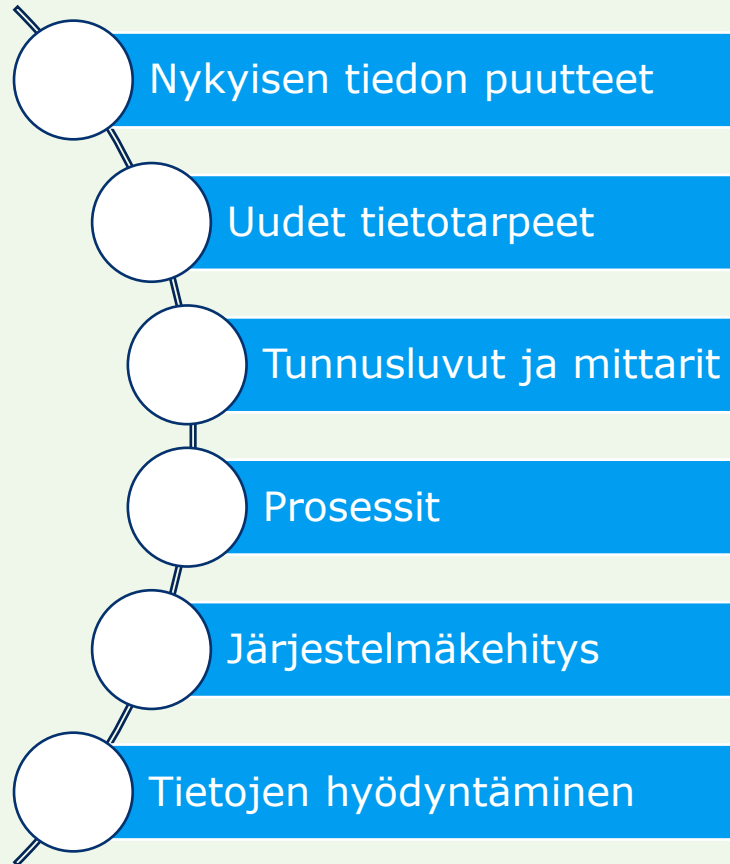 Nykyisen tiedon puutteet
Uudet tietotarpeet
Tunnusluvut ja mittarit
Prosessit
Järjestelmäkehitys
Tietojen hyödyntäminen